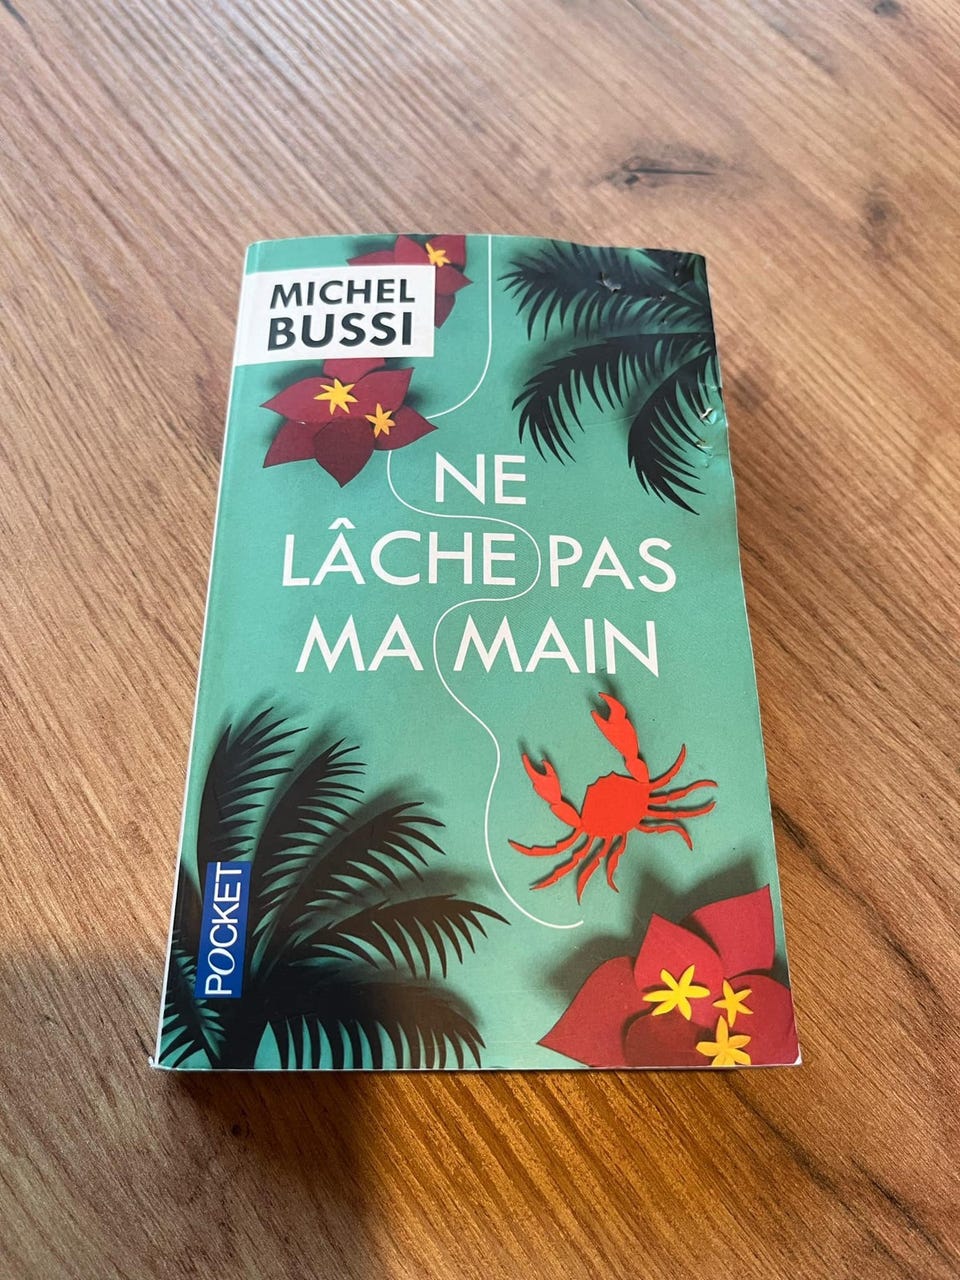 MICHEL
BUSSI
NE
LÂCHE PAS
MA MAIN
POCKET